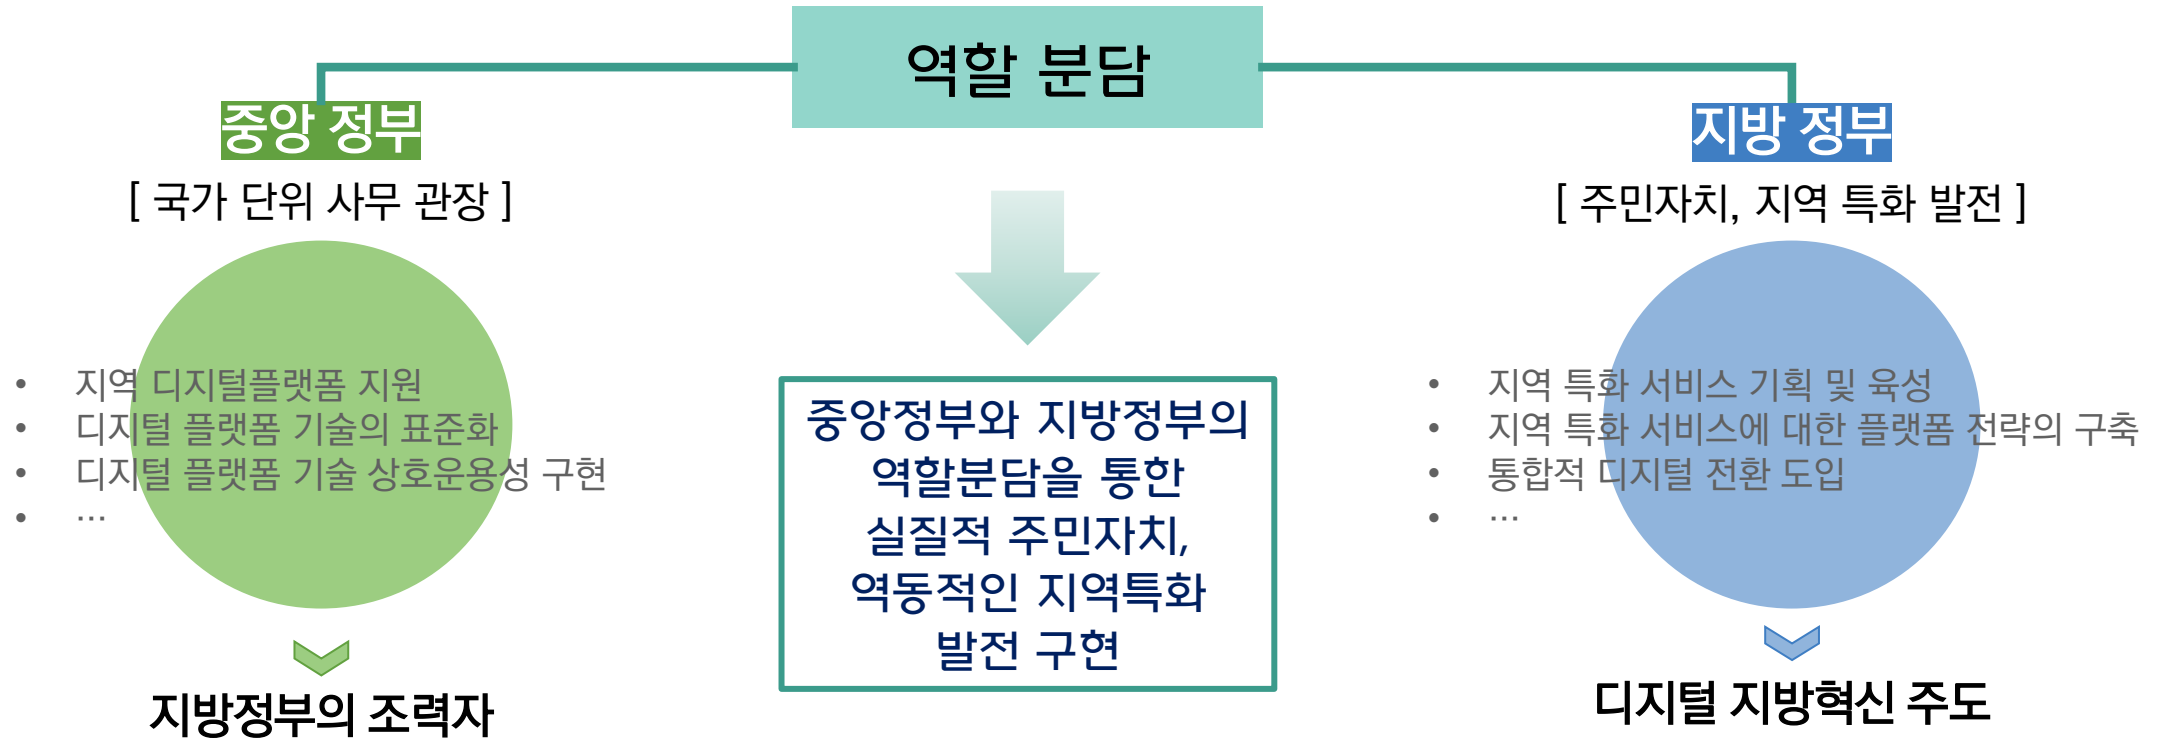 역할 분담
중앙 정부
[ 국가 단위 사무 관장 ]
• 지역 디지털플랫폼 지원
• 디지털 플랫폼 기술의 표준화
• 디지털 플랫폼 기술 상호운용성 구현
• …
지방정부의 조력자
중앙정부와 지방정부의
역할분담을 통한
실질적 주민자치,
역동적인 지역특화
발전 구현
지방 정부
[ 주민자치, 지역 특화 발전 ]
• 지역 특화 서비스 기획 및 육성
• 지역 특화 서비스에 대한 플랫폼 전략의 구축
• 통합적 디지털 전환 도입
• …
디지털 지방혁신 주도